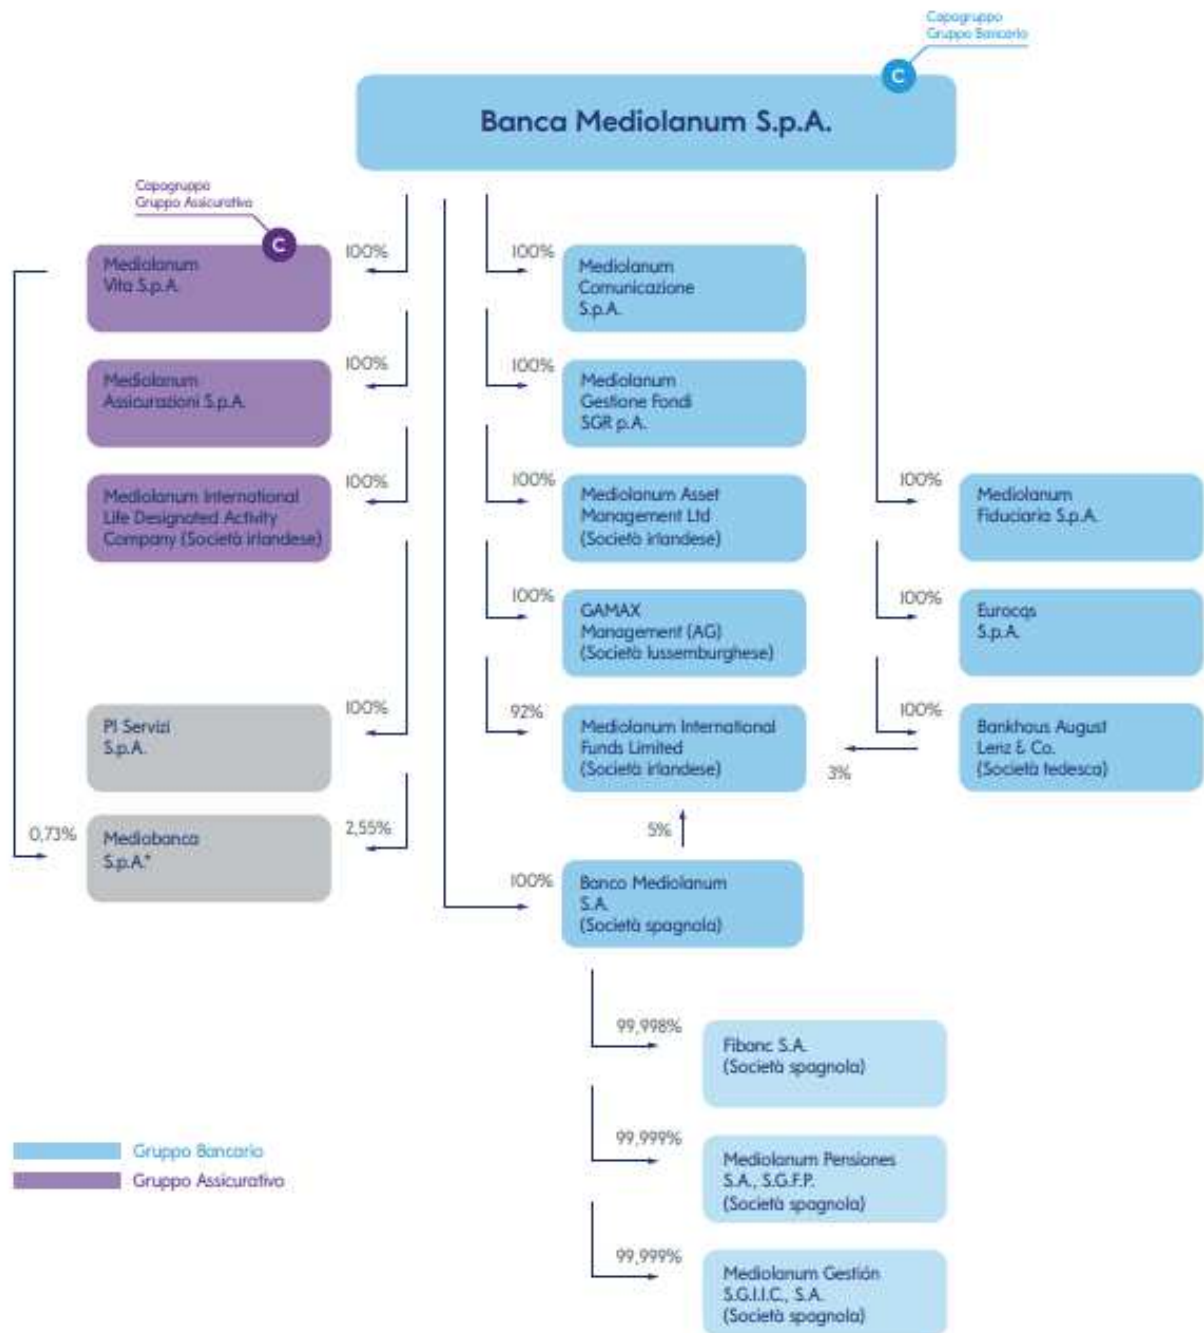 Capogruppo
Gruppo Bancario
C
Banca Mediolanum S.p.A.
Capogruppo
Gruppo Assicurativo
C
100%
Mediolanum
Vita S.p.A.
100%
Mediolanum
Comunicazione
S.p.A.
100%
Mediolanum
Assicurazioni S.p.A.
100%
Mediolanum
Gestione Fondi
SGR p.A.
100%
Mediolanum International
Life Designated Activity
Company (Società irlandese)
100%
Mediolanum Asset
Management Ltd
(Società irlandese)
100%
Mediolanum
Fiduciaria S.p.A.
100%
GAMAX
Management (AG)
(Società lussemburghese)
100%
Eurocqs
S.p.A.
100%
PI Servizi
S.p.A.
92%
Mediolanum International
Funds Limited
(Società irlandese)
100%
Bankhaus August
Lenz & Co.
(Società tedesca)
3%
0,73%
Mediobanca
S.p.A.*
2,55%
5%
100%
Banco Mediolanum
S.A.
(Società spagnola)
99,998%
Fibanc S.A.
(Società spagnola)
99,999%
Mediolanum Pensiones
S.A., S.G.F.P.
(Società spagnola)
99,999%
Mediolanum Gestión
S.G.I.I.C., S.A.
(Società spagnola)
Gruppo Bancario
Gruppo Assicurativo